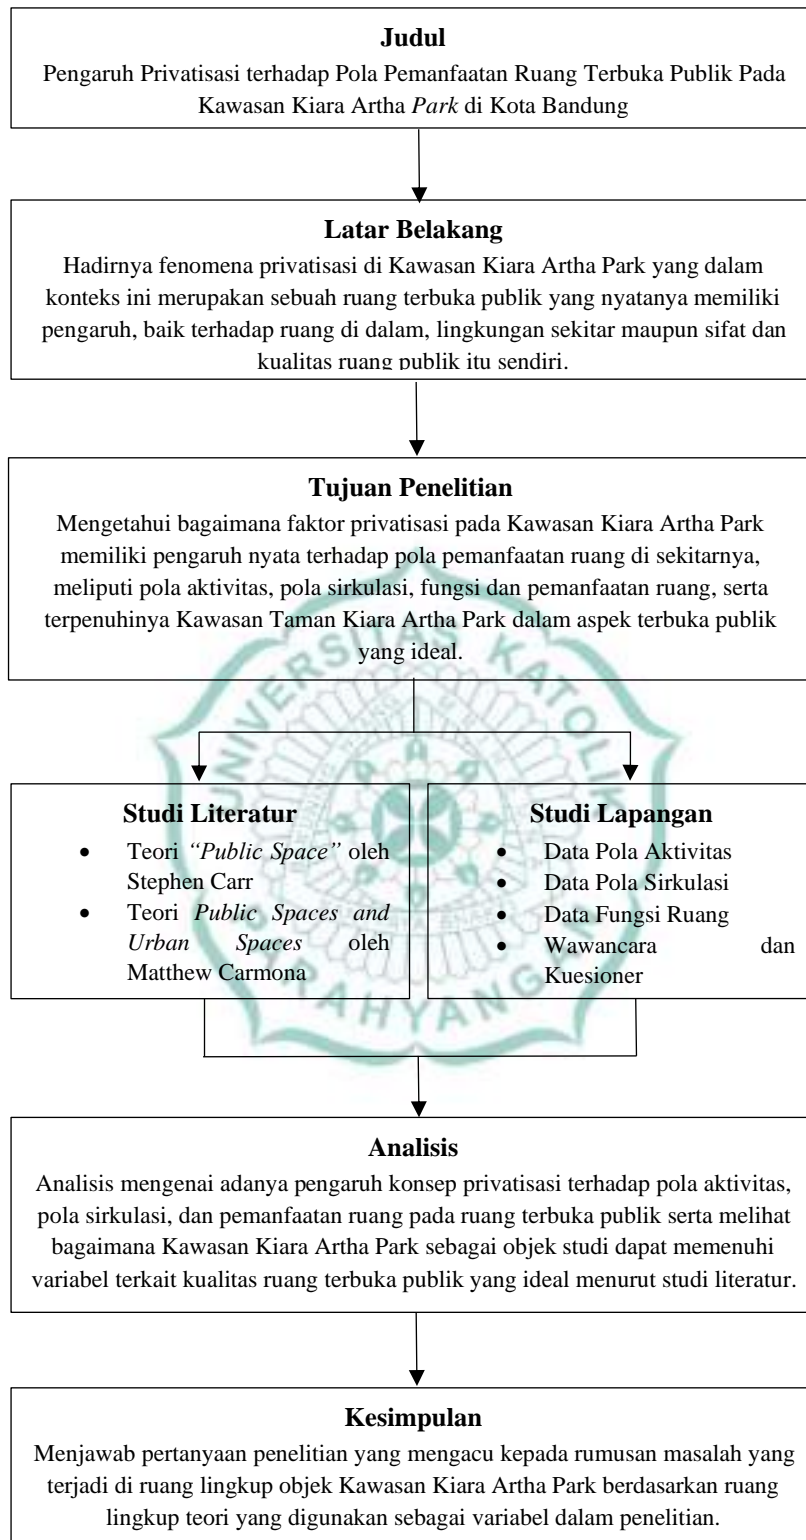 Judul
Pengaruh Privatisasi terhadap Pola Pemanfaatan Ruang Terbuka Publik Pada
Kawasan Kiara Artha Park di Kota Bandung
Latar Belakang
Hadirnya fenomena privatisasi di Kawasan Kiara Artha Park yang dalam
konteks ini merupakan sebuah ruang terbuka publik yang nyatanya memiliki
pengaruh, baik terhadap ruang di dalam, lingkungan sekitar maupun sifat dan
kualitas ruang publik itu sendiri.
Tujuan Penelitian
Mengetahui bagaimana faktor privatisasi pada Kawasan Kiara Artha Park
memiliki pengaruh nyata terhadap pola pemanfaatan ruang di sekitarnya,
meliputi pola aktivitas, pola sirkulasi, fungsi dan pemanfaatan ruang, serta
terpenuhinya Kawasan Taman Kiara Artha Park dalam aspek terbuka publik
yang ideal.
UNIVERSITAS KATOLIK
PARAHYANGAN
Studi Literatur
• Teori “Public Space” oleh
Stephen Carr
• Teori Public Spaces and
Urban Spaces oleh
Matthew Carmona
Studi Lapangan
• Data Pola Aktivitas
• Data Pola Sirkulasi
• Data Fungsi Ruang
• Wawancara dan
Kuesioner
Analisis
Analisis mengenai adanya pengaruh konsep privatisasi terhadap pola aktivitas,
pola sirkulasi, dan pemanfaatan ruang pada ruang terbuka publik serta melihat
bagaimana Kawasan Kiara Artha Park sebagai objek studi dapat memenuhi
variabel terkait kualitas ruang terbuka publik yang ideal menurut studi literatur.
Kesimpulan
Menjawab pertanyaan penelitian yang mengacu kepada rumusan masalah yang
terjadi di ruang lingkup objek Kawasan Kiara Artha Park berdasarkan ruang
lingkup teori yang digunakan sebagai variabel dalam penelitian.